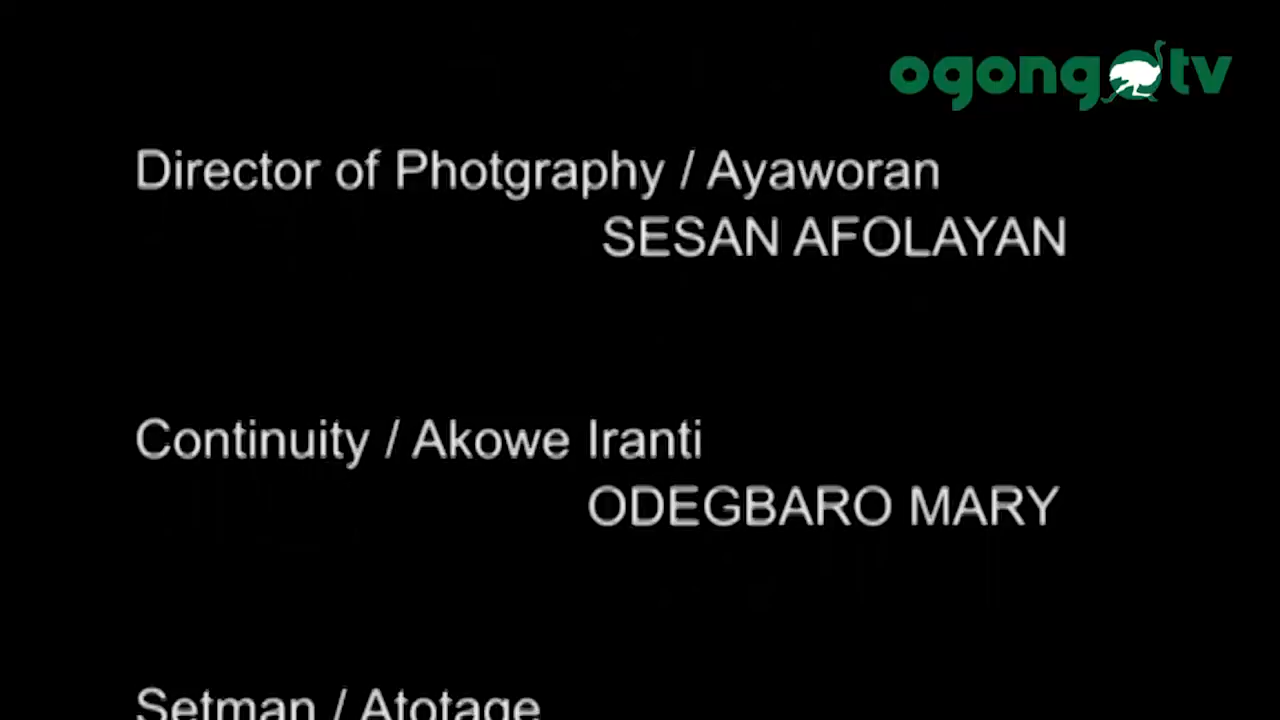 ogongotv
Director of Photgraphy / Ayaworan
SESAN AFOLAYAN
Continuity / Akowe Iranti
ODEGBARO MARY
Setman / Atotage